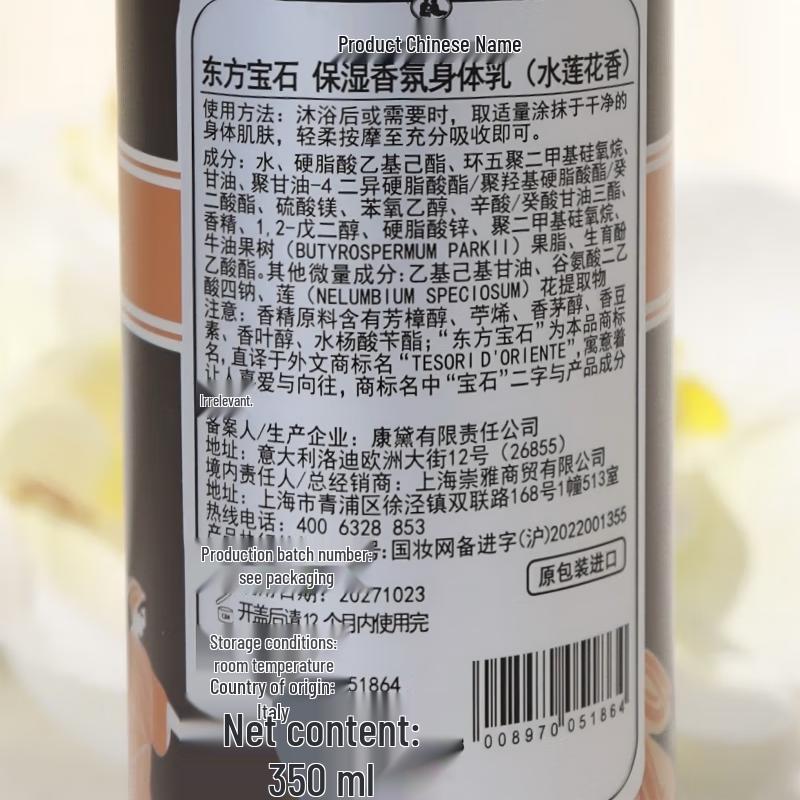 Product Chinese Name
东方宝石 保湿香氛身体乳（水莲花香）
使用方法：沐浴后或需要时，取适量涂抹于干净的
身体肌肤，轻柔按摩至充分吸收即可。
成分：水、硬脂酸乙基己酯、环五聚二甲基硅氧烷、
甘油、聚甘油-4 二异硬脂酸酯/聚羟基硬脂酸酯/癸
二酸酯、硫酸镁、苯氧乙醇、辛酸/癸酸甘油三酯、
香精、1,2-戊二醇、硬脂酸锌、聚二甲基硅氧烷、
牛油果树（BUTYROSPERMUM PARKII）果脂、生育酚
乙酸酯。其他微量成分：乙基己基甘油、谷氨酸二乙
酸四钠、莲（NELUMBIUM SPECIOSUM）花提取物
注意：香精原料含有芳樟醇、苧烯、香茅醇、香豆
素、香叶醇、水杨酸苄酯；“东方宝石”为本品商标
名，直译于外文商标名“TESORI D'ORIENTE”，寓意着
让人喜爱与向往，商标名中“宝石”二字与产品成分
Irrelevant.
备案人/生产企业：康黛有限责任公司
地址：意大利洛迪欧洲大街12号（26855）
境内责任人/总经销商：上海崇雅商贸有限公司
地址：上海市青浦区徐泾镇双联路168号1幢513室
热线电话：400 6328 853
号：国妆网备进字(沪)2022001355
Production batch number:
see packaging
原包装进口
日期：20271023
12M
开盖后请12个月内使用完
Storage conditions:
room temperature
Country of origin:
Italy
51864
Net content:
350 ml
008970 051864